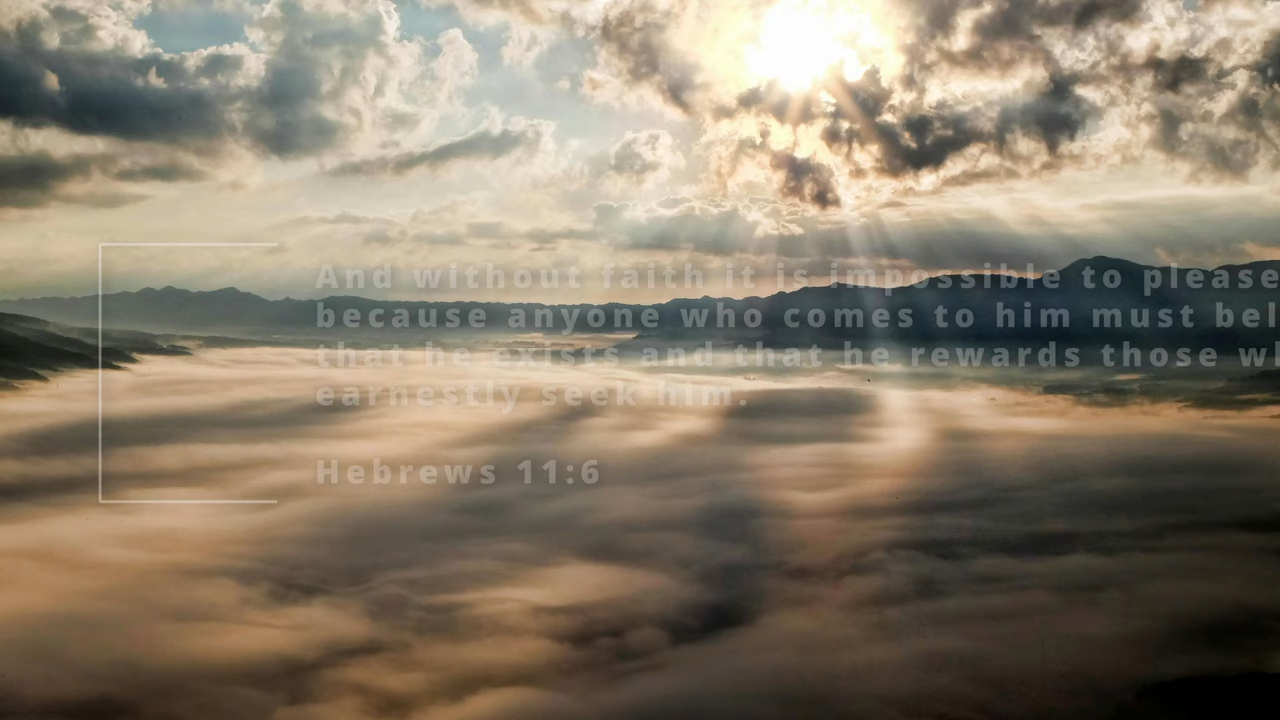 And without faith it is impossible to please
because anyone who comes to him must bel
that he exists and that he rewards those w
earnestly seek him.
Hebrews 11:6